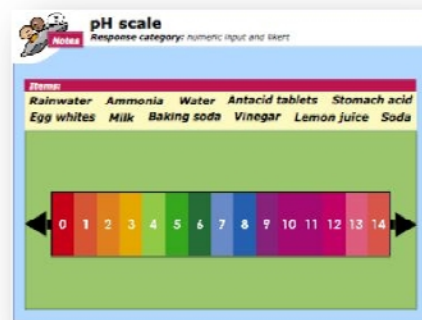 pH scale
Notes
Response category: numeric input and likert
Items:
Rainwater Ammonia Water Antacid tablets Stomach acid
Egg whites Milk Baking soda Vinegar Lemon juice Soda
0 1 2 3 4 5 6 7 8 9 10 11 12 13 14